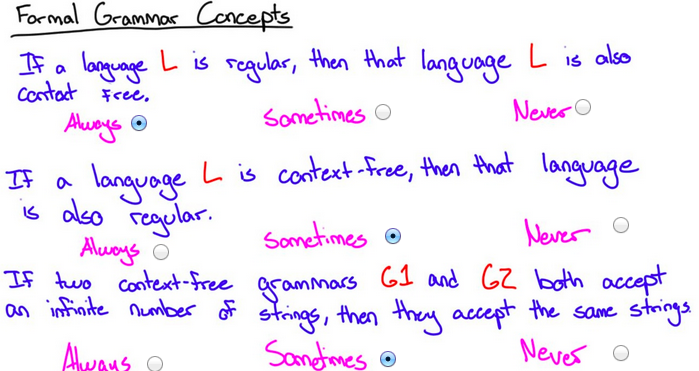 Formal Grammar Concepts
If a language L is regular, then that language L is also
context free.
Always Sometimes Never
If a language L is context-free, then that language
is also regular.
Always Sometimes Never
If two context-free grammars G1 and G2 both accept
an infinite number of strings, then they accept the same strings.
Always Sometimes Never